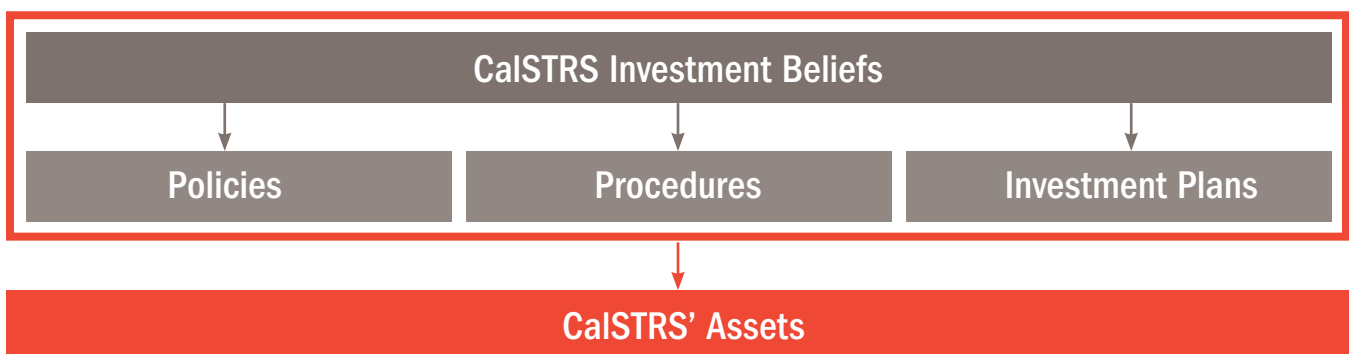 CalSTRS Investment Beliefs
Policies
Procedures
Investment Plans
CalSTRS’ Assets